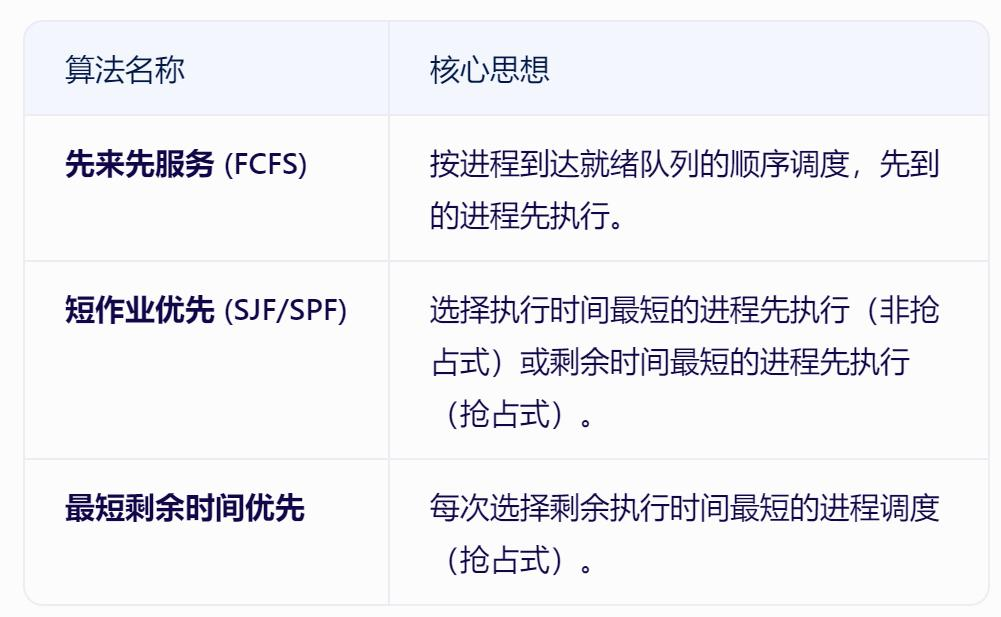 算法名称
核心思想
先来先服务 (FCFS)
按进程到达就绪队列的顺序调度，先到
的进程先执行。
短作业优先 (SJF/SPF)
选择执行时间最短的进程先执行（非抢
占式）或剩余时间最短的进程先执行
（抢占式）。
最短剩余时间优先
每次选择剩余执行时间最短的进程调度
（抢占式）。